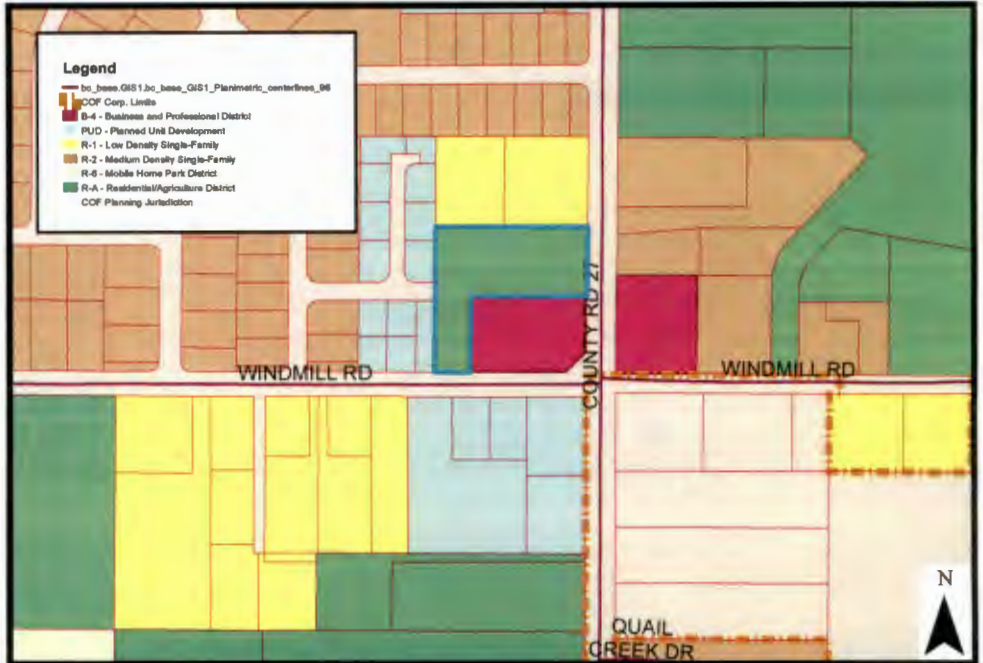 Legend
bc_base.GIS1.bc_base_GIS1_Planimetric_centerlines_96
COF Corp. Limits
B-4 - Business and Professional District
PUD - Planned Unit Development
R-1 - Low Density Single-Family
R-2 - Medium Density Single-Family
R-6 - Mobile Home Park District
R-A - Residential/Agriculture District
COF Planning Jurisdiction
COUNTY RD 27
WINDMILL RD
WINDMILL RD
N
QUAIL
CREEK DR